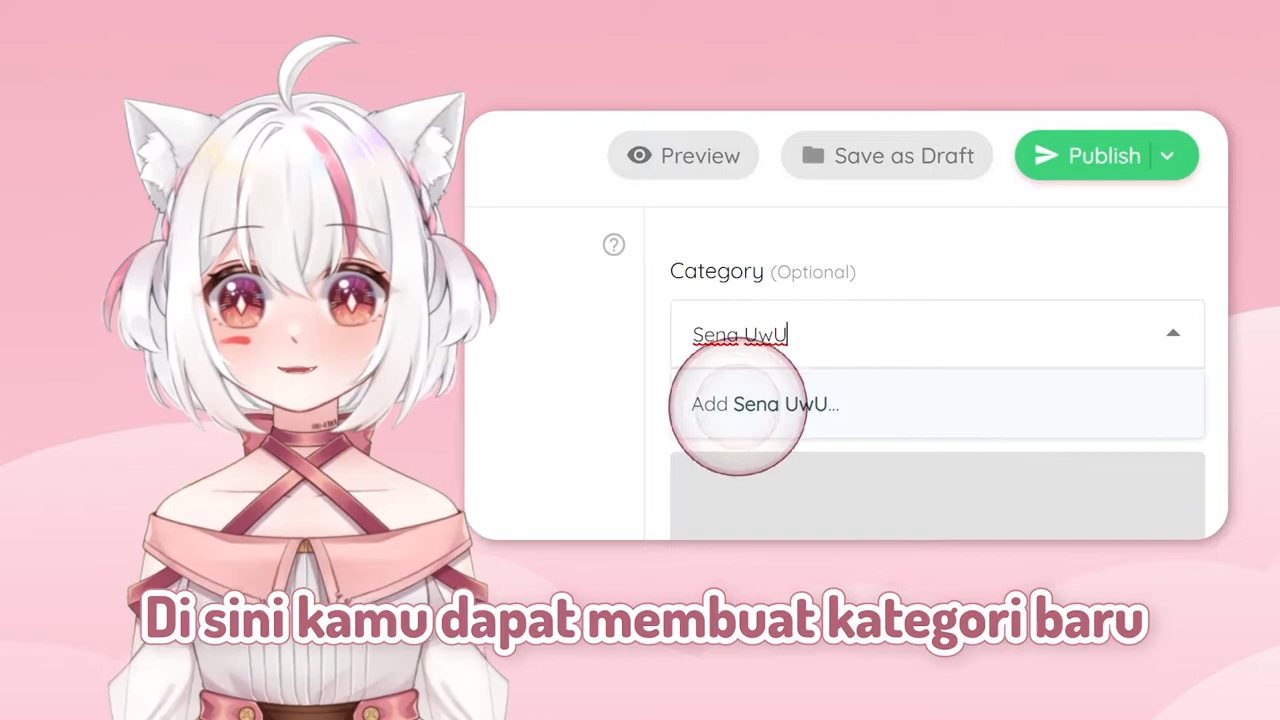 Preview
Save as Draft
Publish
Category (Optional)
Sena UwU
Add Sena UwU...
Di sini kamu dapat membuat kategori baru